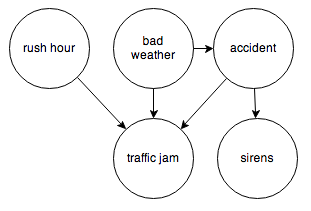 rush hour
bad
weather
accident
traffic jam
sirens